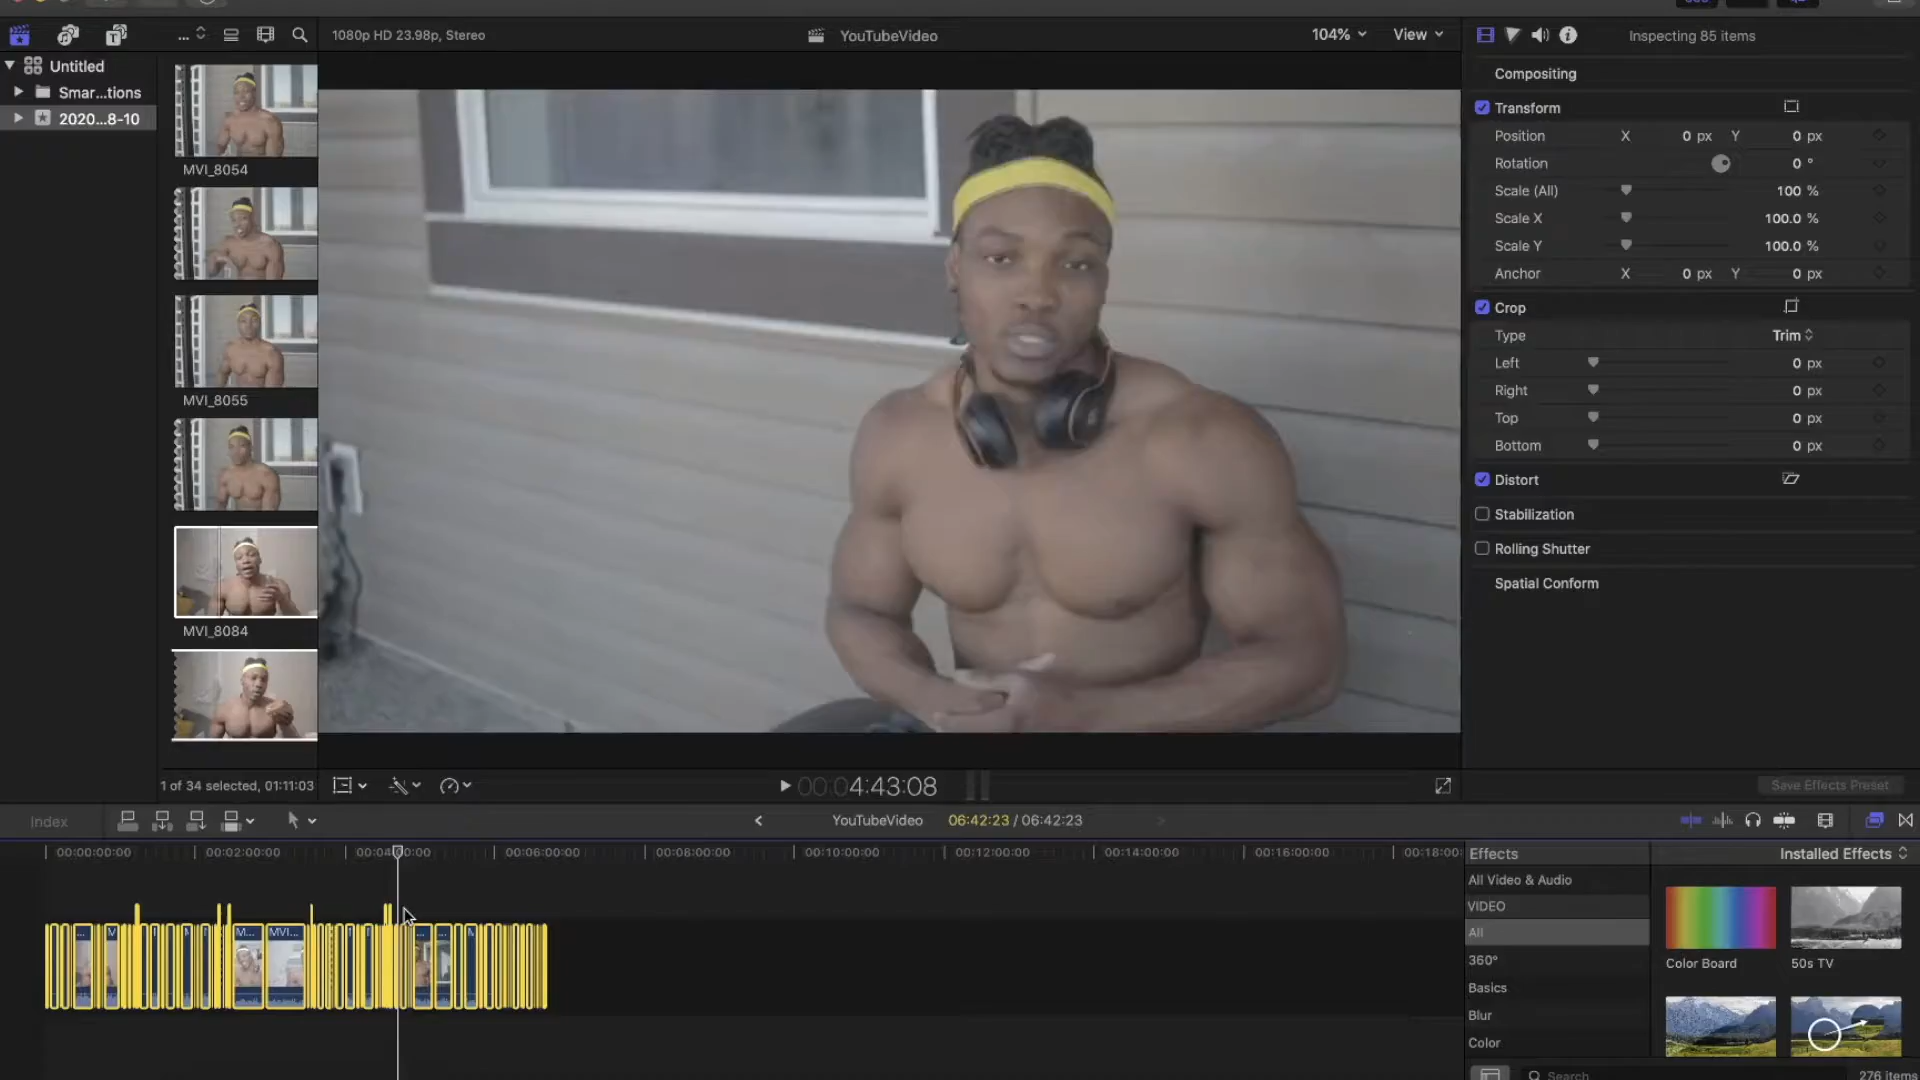 1080p HD 23.98p, Stereo
YouTubeVideo
104%
View
Inspecting 85 items
Untitled
Smar...tions
2020...8-10
MVI_8054
MVI_8055
MVI_8084
1 of 34 selected, 01:11:03
Compositing
Transform
Position X 0 px Y 0 px
Rotation 0 °
Scale (All) 100 %
Scale X 100.0 %
Scale Y 100.0 %
Anchor X 0 px Y 0 px
Crop
Type Trim
Left 0 px
Right 0 px
Top 0 px
Bottom 0 px
Distort
Stabilization
Rolling Shutter
Spatial Conform
00:04:43:08
Save Effects Preset
Index
YouTubeVideo 06:42:23 / 06:42:23
00:00:00:00 00:02:00:00 00:04:00:00 00:06:00:00 00:08:00:00 00:10:00:00 00:12:00:00 00:14:00:00 00:16:00:00 00:18:00
M... MVI...
Effects
Installed Effects
All Video & Audio
VIDEO
All
360°
Basics
Blur
Color
Color Board
50s TV
Search
276 items